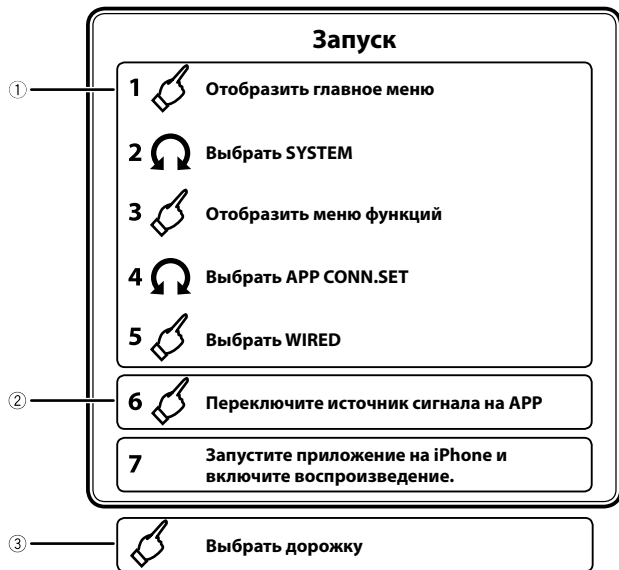 Запуск
① 1 Отобразить главное меню
2 Выбрать SYSTEM
3 Отобразить меню функций
4 Выбрать APP CONN.SET
5 Выбрать WIRED
② 6 Переключите источник сигнала на APP
7 Запустите приложение на iPhone и
включите воспроизведение.
③ Выбрать дорожку